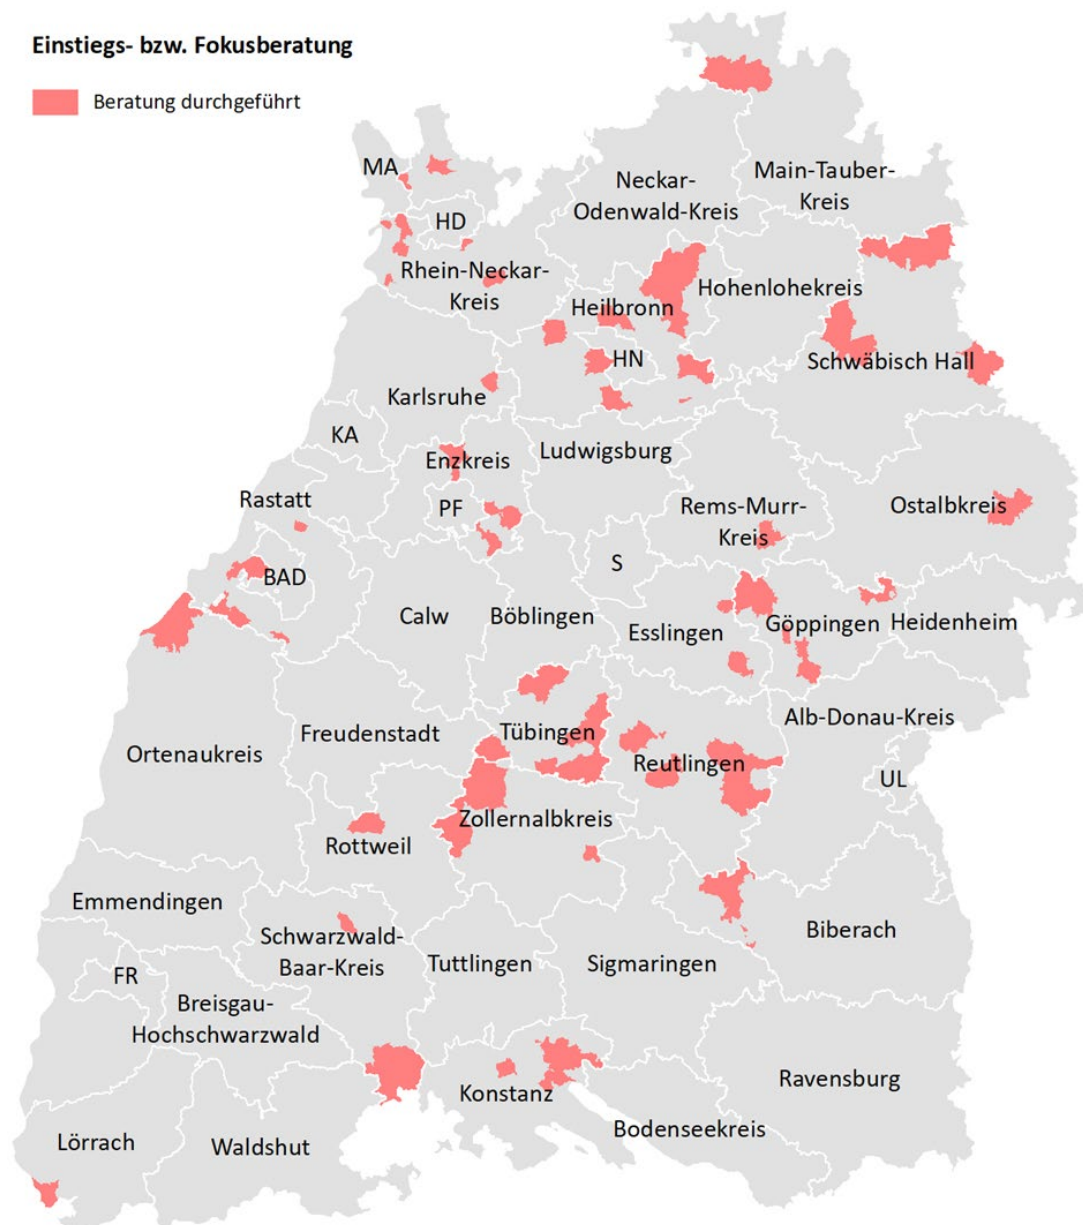 Einstiegs- bzw. Fokusberatung
Beratung durchgeführt
MA
Main-Tauber-
Kreis
Neckar-
Odenwald-Kreis
HD
Rhein-Neckar-
Kreis
Hohenlohekreis
Heilbronn
HN
Schwäbisch Hall
Karlsruhe
KA
Ludwigsburg
Enzkreis
Rastatt
PF
Rems-Murr-
Kreis
Ostalbkreis
S
BAD
Calw
Böblingen
Esslingen
Göppingen
Heidenheim
Alb-Donau-Kreis
Freudenstadt
Tübingen
Ortenaukreis
Reutlingen
UL
Zollernalbkreis
Rottweil
Emmendingen
Biberach
Schwarzwald-
Baar-Kreis
Tuttlingen
Sigmaringen
FR
Breisgau-
Hochschwarzwald
Ravensburg
Konstanz
Bodenseekreis
Lörrach
Waldshut